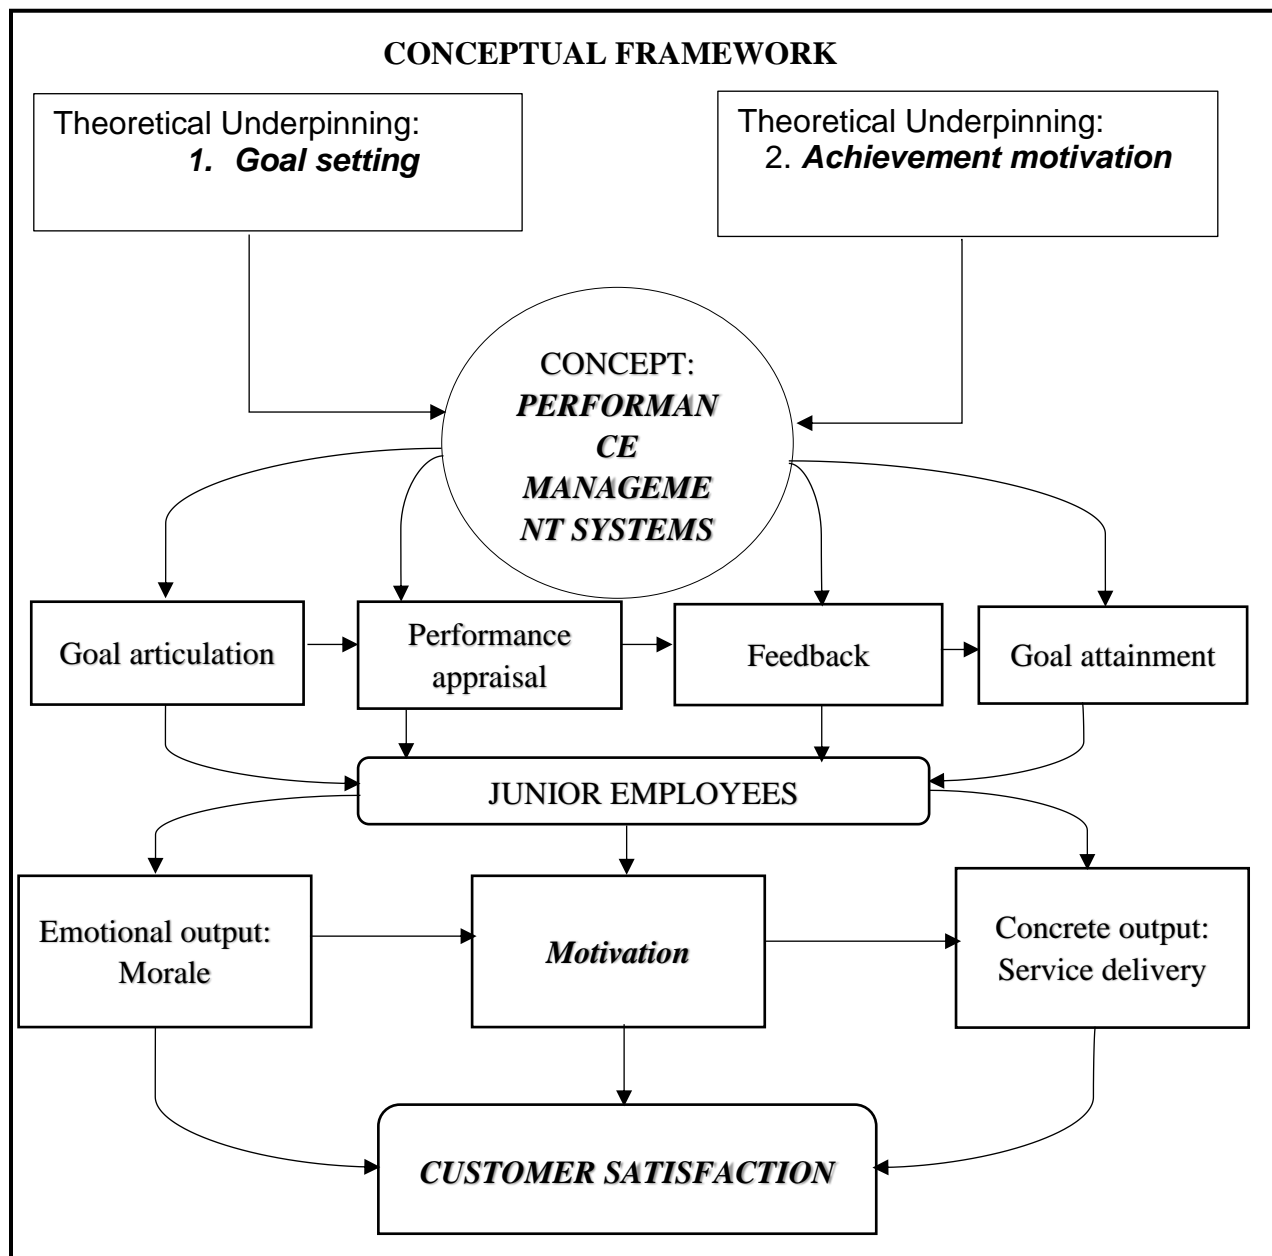 CONCEPTUAL FRAMEWORK
Theoretical Underpinning:
1. Goal setting
Theoretical Underpinning:
2. Achievement motivation
CONCEPT:
PERFORMAN
CE
MANAGEME
NT SYSTEMS
Goal articulation
Performance
appraisal
Feedback
Goal attainment
JUNIOR EMPLOYEES
Emotional output:
Morale
Motivation
Concrete output:
Service delivery
CUSTOMER SATISFACTION